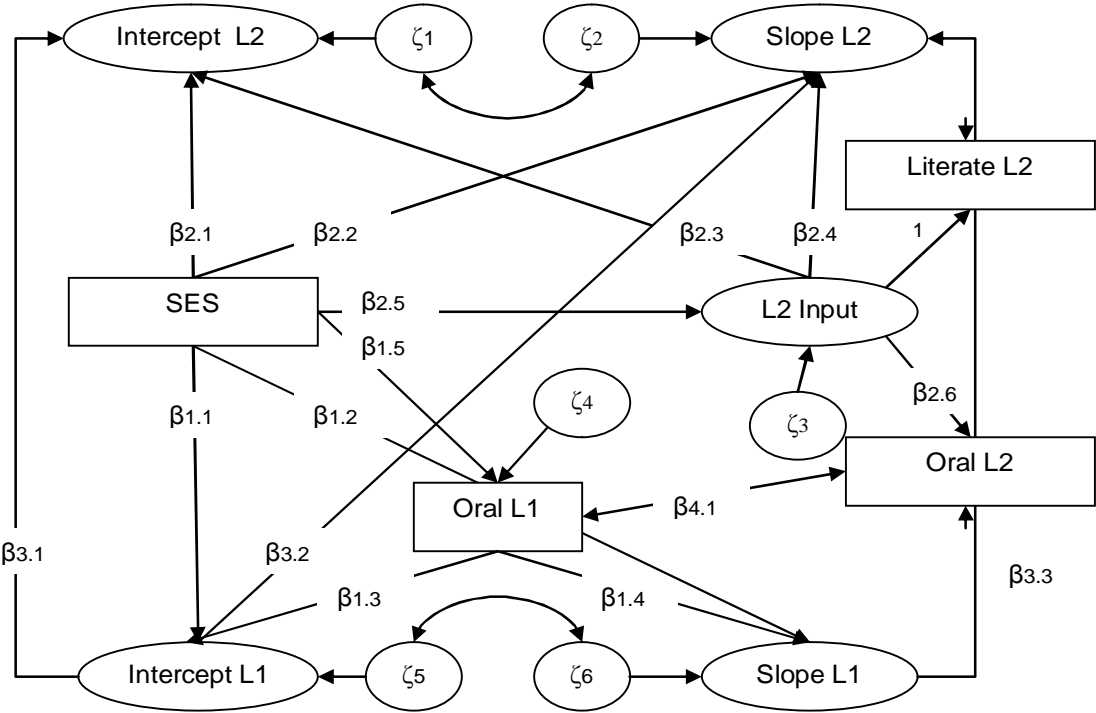 Intercept L2
ζ1
ζ2
Slope L2
Literate L2
β2.1
β2.2
β2.3
β2.4
1
SES
β2.5
L2 Input
β1.5
β1.1
β1.2
ζ4
β2.6
ζ3
Oral L2
Oral L1
β4.1
β3.1
β3.2
β3.3
β1.3
β1.4
Intercept L1
ζ5
ζ6
Slope L1